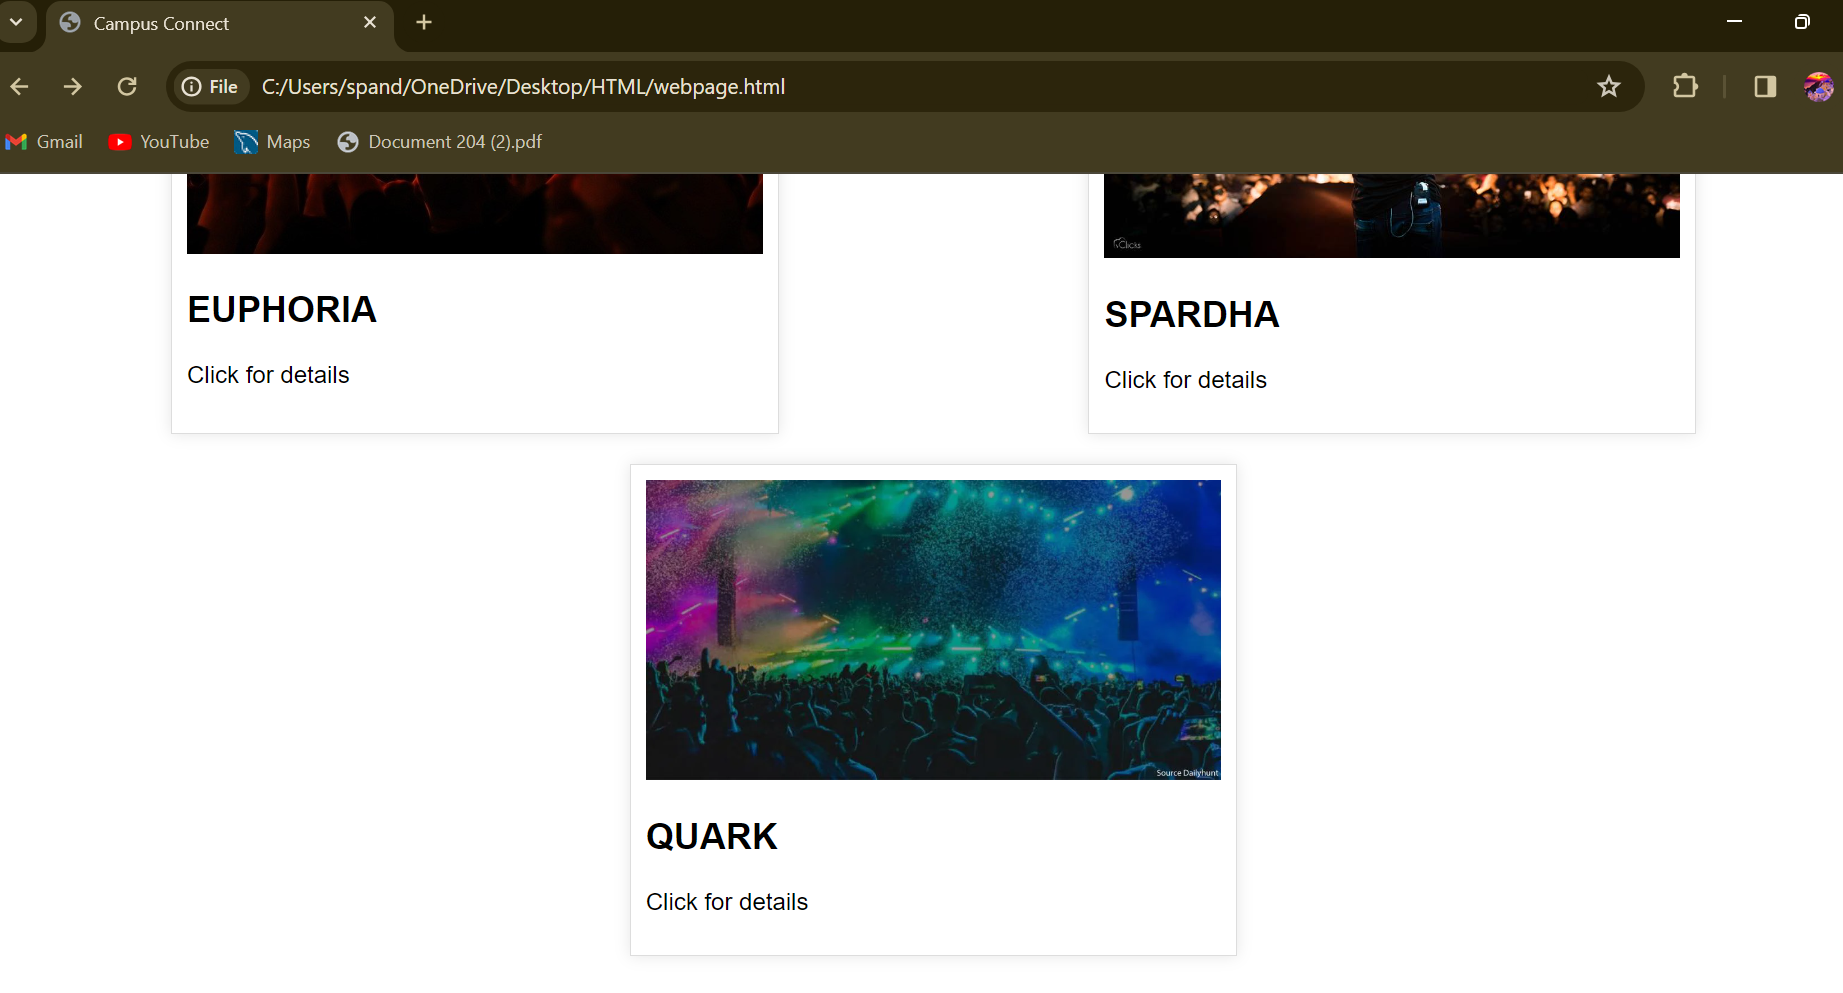 Campus Connect
File C:/Users/spand/OneDrive/Desktop/HTML/webpage.html
Gmail YouTube Maps Document 204 (2).pdf
Clicks
EUPHORIA
SPARDHA
Click for details
Click for details
Source Dailyhunt
QUARK
Click for details